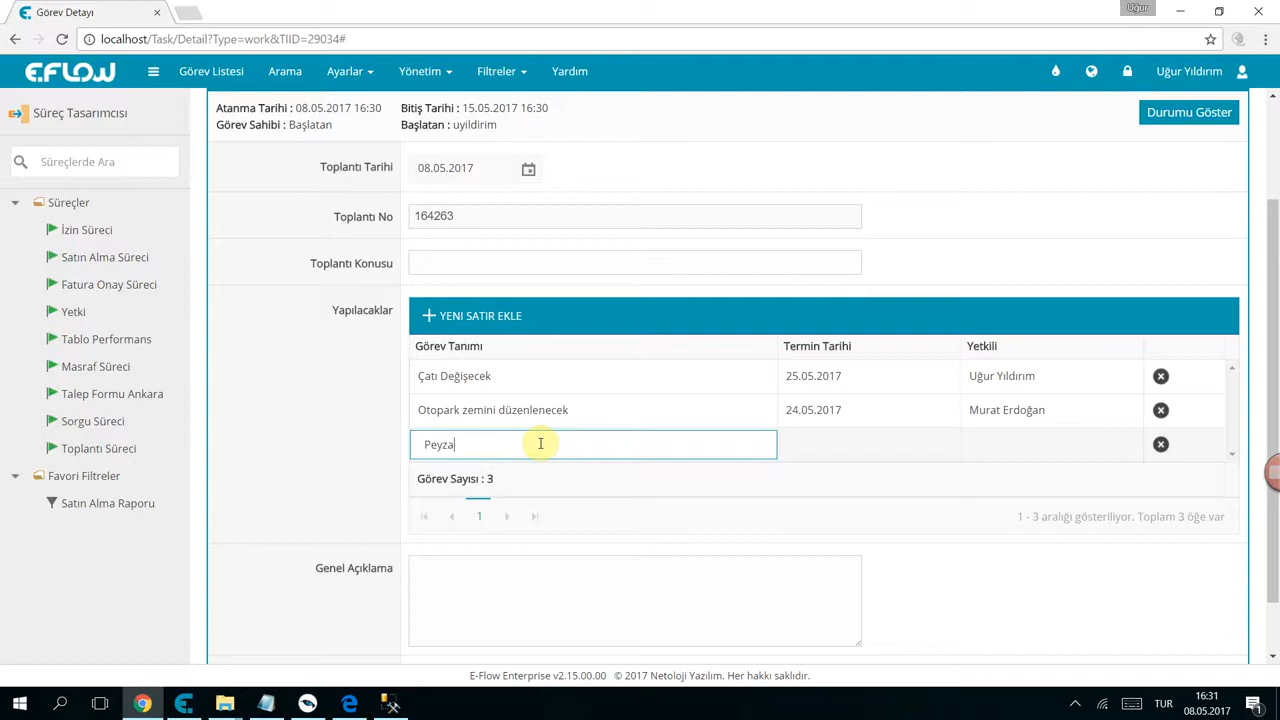 Görev Detayı
Uğur
localhost/Task/Detail?Type=work&TIID=29034#
E-FLOW
Görev Listesi
Arama
Ayarlar
Yönetim
Filtreler
Yardım
Uğur Yıldırım
Süreç Tasarımcısı
Süreçlerde Ara
Süreçler
İzin Süreci
Satın Alma Süreci
Fatura Onay Süreci
Yetki
Tablo Performans
Masraf Süreci
Talep Formu Ankara
Sorgu Süreci
Toplantı Süreci
Favori Filtreler
Satın Alma Raporu
Atanma Tarihi : 08.05.2017 16:30
Bitiş Tarihi : 15.05.2017 16:30
Görev Sahibi : Başlatan
Başlatan : uyildirim
Durumu Göster
Toplantı Tarihi
08.05.2017
Toplantı No
164263
Toplantı Konusu
Yapılacaklar
YENI SATIR EKLE
Görev Tanımı
Termin Tarihi
Yetkili
Çatı Değişecek
25.05.2017
Uğur Yıldırım
Otopark zemini düzenlenecek
24.05.2017
Murat Erdoğan
Peyza
Görev Sayısı : 3
1
1 - 3 aralığı gösteriliyor. Toplam 3 öğe var
Genel Açıklama
E-Flow Enterprise v2.15.00.00 © 2017 Netoloji Yazılım. Her hakkı saklıdır.
TUR
16:31
08.05.2017
1